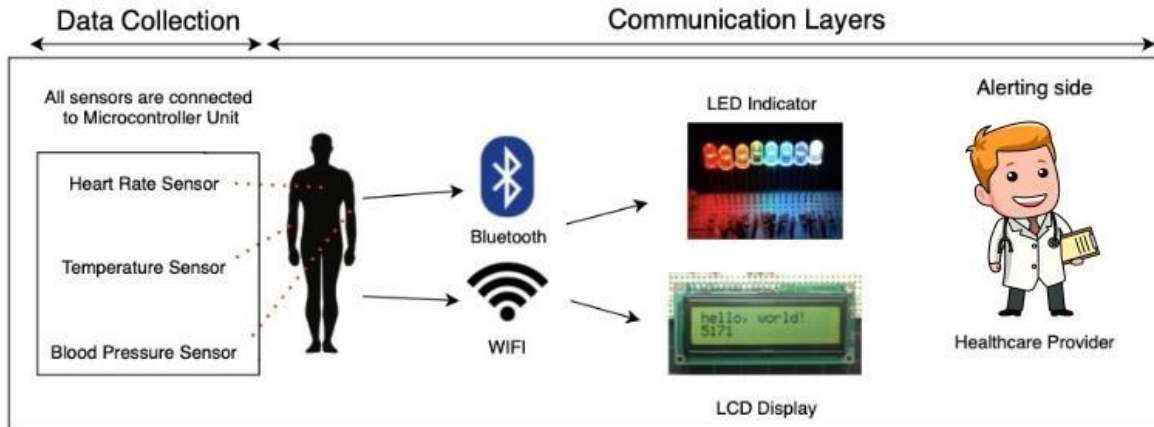 Data Collection
Communication Layers
All sensors are connected
to Microcontroller Unit
Heart Rate Sensor
Temperature Sensor
Blood Pressure Sensor
Bluetooth
WIFI
LED Indicator
hello, world!
5171
LCD Display
Alerting side
Healthcare Provider